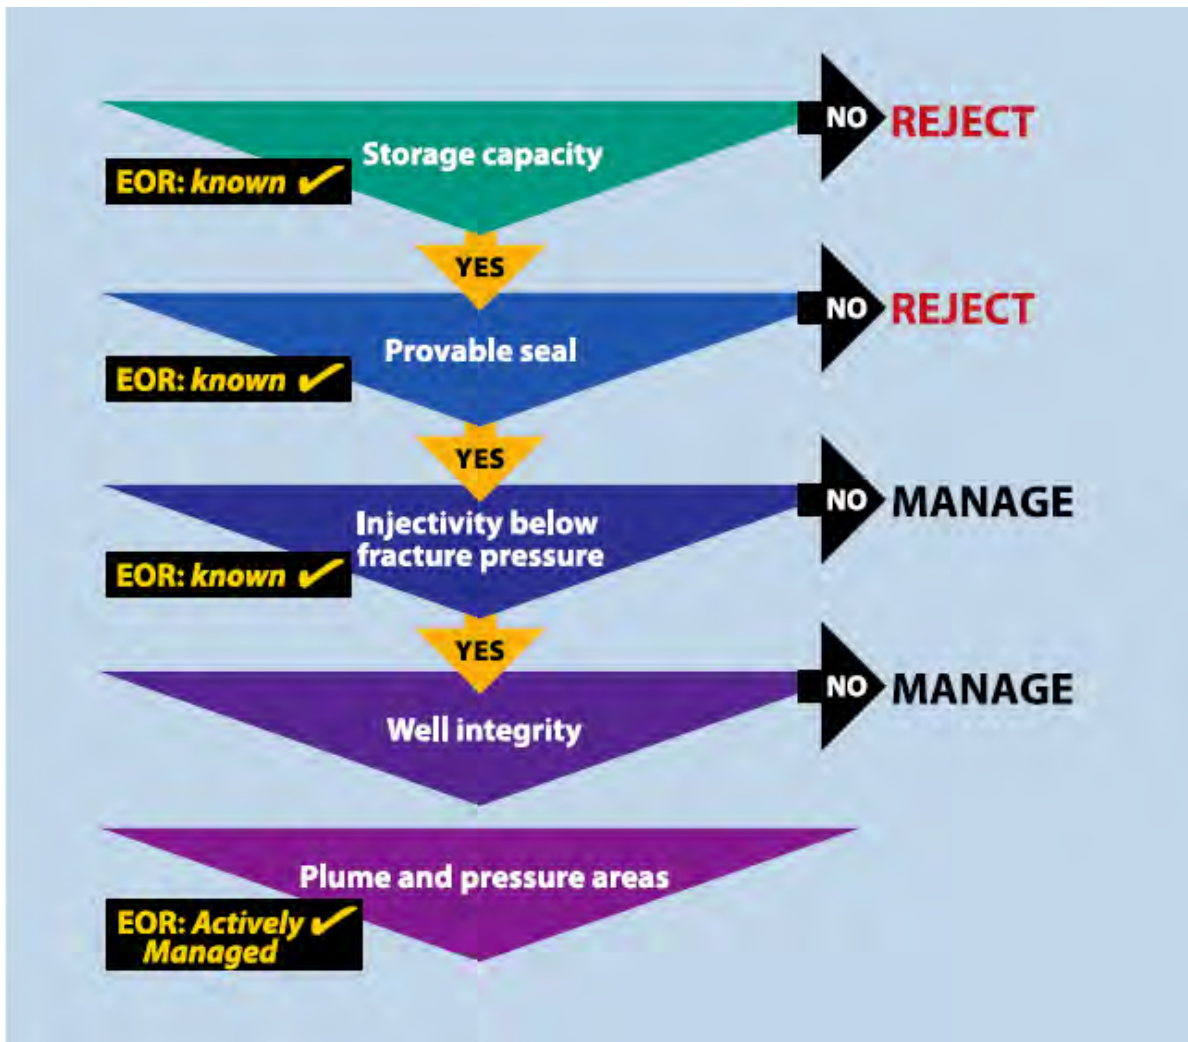 NO
REJECT
Storage capacity
EOR: known ✔
YES
NO
REJECT
Provable seal
EOR: known ✔
YES
NO
MANAGE
Injectivity below
fracture pressure
EOR: known ✔
YES
NO
MANAGE
Well integrity
Plume and pressure areas
EOR: Actively ✔
Managed